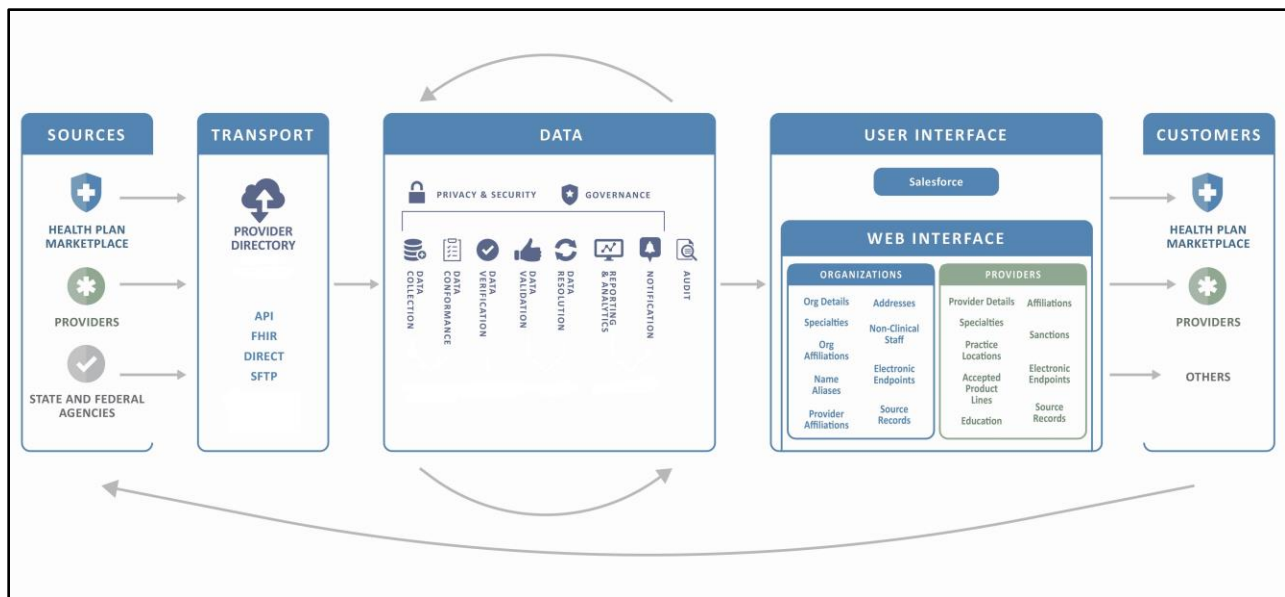 SOURCES
HEALTH PLAN
MARKETPLACE
PROVIDERS
STATE AND FEDERAL
AGENCIES
TRANSPORT
PROVIDER
DIRECTORY
API
FHIR
DIRECT
SFTP
DATA
PRIVACY & SECURITY
GOVERNANCE
DATA
COLLECTION
DATA
CONFORMANCE
DATA
VERIFICATION
DATA
VALIDATION
DATA
RESOLUTION
REPORTING
& ANALYTICS
NOTIFICATION
AUDIT
USER INTERFACE
Salesforce
WEB INTERFACE
ORGANIZATIONS
Org Details
Specialties
Org
Affiliations
Name
Aliases
Provider
Affiliations
Addresses
Non-Clinical
Staff
Electronic
Endpoints
Source
Records
PROVIDERS
Provider Details
Specialties
Practice
Locations
Accepted
Product
Lines
Education
Affiliations
Sanctions
Electronic
Endpoints
Source
Records
CUSTOMERS
HEALTH PLAN
MARKETPLACE
PROVIDERS
OTHERS